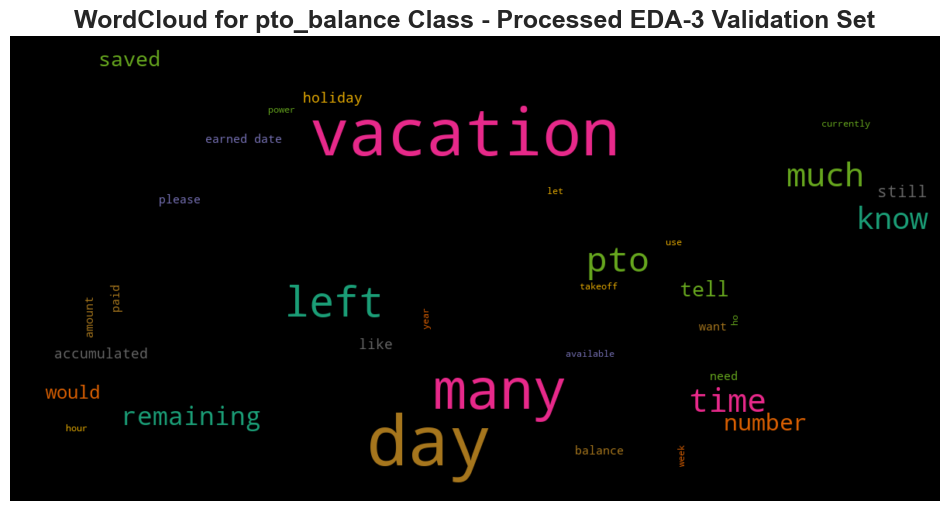 WordCloud for pto_balance Class - Processed EDA-3 Validation Set
saved
holiday
power
vacation
currently
earned date
much
let
still
please
know
use
pto
takeoff
tell
left
paid
amount
year
ho
want
like
accumulated
available
need
many
would
time
remaining
number
day
hour
balance
week